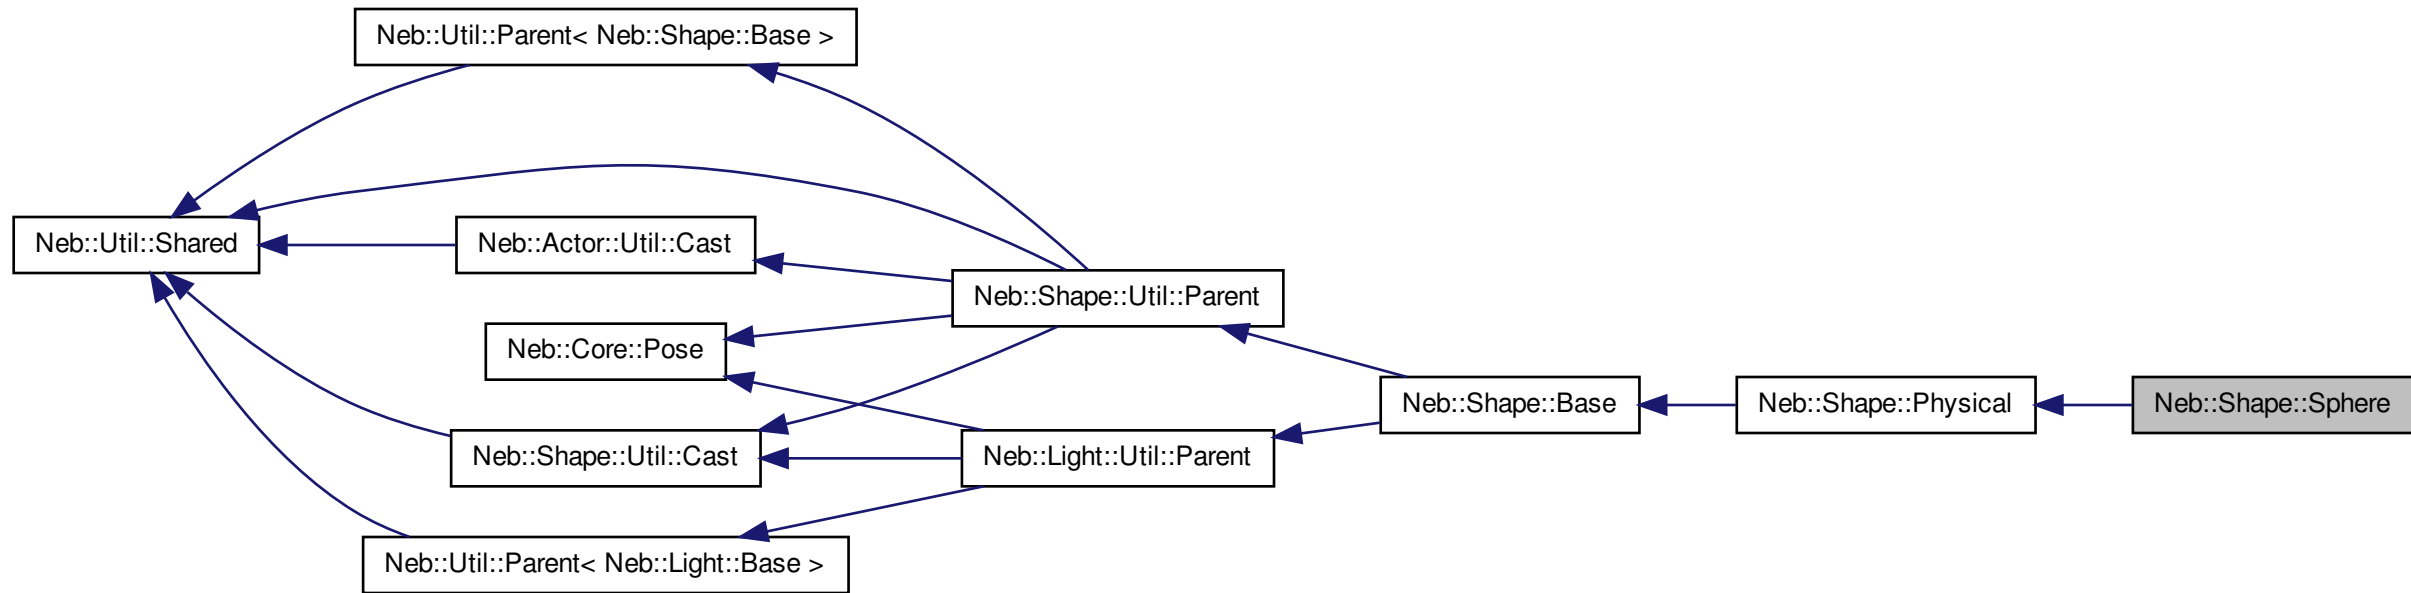 Neb::Util::Parent< Neb::Shape::Base >
Neb::Util::Shared
Neb::Actor::Util::Cast
Neb::Shape::Util::Parent
Neb::Core::Pose
Neb::Shape::Base
Neb::Shape::Physical
Neb::Shape::Sphere
Neb::Shape::Util::Cast
Neb::Light::Util::Parent
Neb::Util::Parent< Neb::Light::Base >